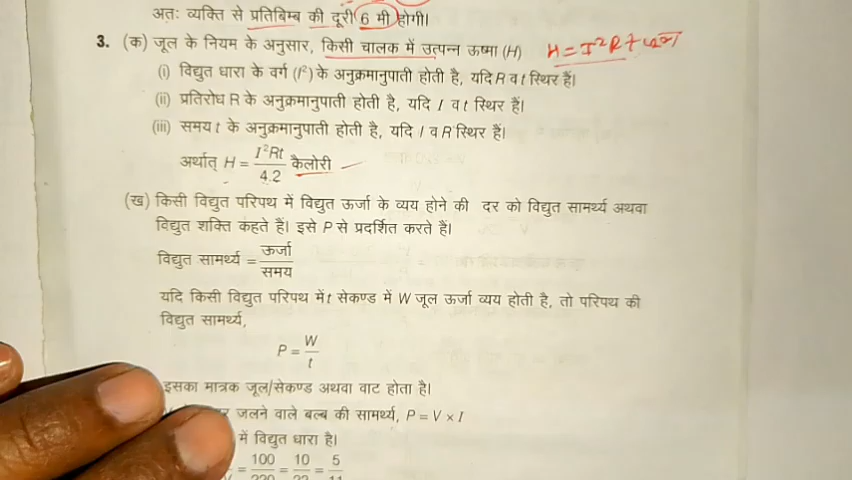 अतः व्यक्ति से प्रतिबिम्ब की दूरी 6 मी होगी।
3. (क) जूल के नियम के अनुसार, किसी चालक में उत्पन्न ऊष्मा (H) H = I²Rt
(i) विद्युत धारा के वर्ग (I²) के अनुक्रमानुपाती होती है, यदि R व t स्थिर हैं।
(ii) प्रतिरोध R के अनुक्रमानुपाती होती है, यदि I व t स्थिर हैं।
(iii) समय t के अनुक्रमानुपाती होती है, यदि I व R स्थिर हैं।
अर्थात् H = I²Rt / 4.2 कैलोरी
(ख) किसी विद्युत परिपथ में विद्युत ऊर्जा के व्यय होने की दर को विद्युत सामर्थ्य अथवा
विद्युत शक्ति कहते हैं। इसे P से प्रदर्शित करते हैं।
विद्युत सामर्थ्य = ऊर्जा / समय
यदि किसी विद्युत परिपथ में t सेकण्ड में W जूल ऊर्जा व्यय होती है, तो परिपथ की
विद्युत सामर्थ्य,
P = W / t
इसका मात्रक जूल/सेकण्ड अथवा वाट होता है।
जलने वाले बल्ब की सामर्थ्य, P = V × I
में विद्युत धारा है।
= 100 / 220 = 10 / 22 = 5 / 11